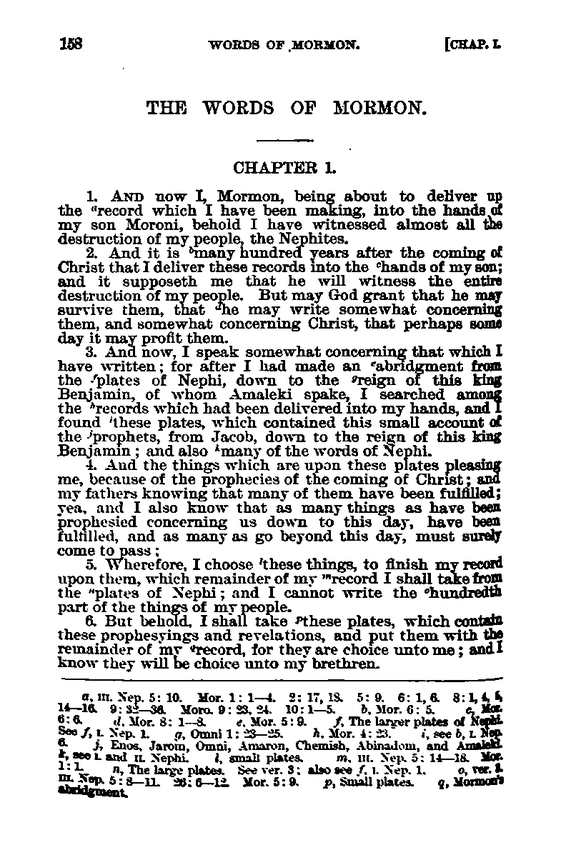 158 WORDS OF MORMON. [CHAP. I.
THE WORDS OF MORMON.
CHAPTER 1.
1. AND now I, Mormon, being about to deliver up
the ᵃrecord which I have been making, into the hands of
my son Moroni, behold I have witnessed almost all the
destruction of my people, the Nephites.
2. And it is ᵇmany hundred years after the coming of
Christ that I deliver these records into the ᶜhands of my son;
and it supposeth me that he will witness the entire
destruction of my people. But may God grant that he may
survive them, that ᵈhe may write somewhat concerning
them, and somewhat concerning Christ, that perhaps some
day it may profit them.
3. And now, I speak somewhat concerning that which I
have written; for after I had made an ᵉabridgment from
the ᶠplates of Nephi, down to the ᵍreign of this king
Benjamin, of whom Amaleki spake, I searched among
the ʰrecords which had been delivered into my hands, and I
found ⁱthese plates, which contained this small account of
the ʲprophets, from Jacob, down to the reign of this king
Benjamin; and also ᵏmany of the words of Nephi.
4. And the things which are upon these plates pleasing
me, because of the prophecies of the coming of Christ; and
my fathers knowing that many of them have been fulfilled;
yea, and I also know that as many things as have been
prophesied concerning us down to this day, have been
fulfilled, and as many as go beyond this day, must surely
come to pass;
5. Wherefore, I choose ˡthese things, to finish my record
upon them, which remainder of my ᵐrecord I shall take from
the ⁿplates of Nephi; and I cannot write the ᵒhundredth
part of the things of my people.
6. But behold, I shall take ᵖthese plates, which contain
these prophesyings and revelations, and put them with the
remainder of my qrecord, for they are choice unto me; and I
know they will be choice unto my brethren.
a, III. Nep. 5: 10. Mor. 1: 1—4. 2: 17, 18. 5: 9. 6: 1, 6. 8: 1, 4, 5,
14—16. 9: 32—36. Moro. 9: 23, 24. 10: 1—5. b, Mor. 6: 5. c, Mor.
6: 6. d, Mor. 8: 1—8. e, Mor. 5: 9. f, The larger plates of Nephi.
See f, I. Nep. 1. g, Omni 1: 23—25. h, Mor. 4: 23. i, see b, I. Nep.
6. j, Enos, Jarom, Omni, Amaron, Chemish, Abinadom, and Amaleki.
k, see I. and II. Nephi. l, small plates. m, III. Nep. 5: 14—18. Mor.
1: 1. n, The large plates. See ver. 3; also see f, I. Nep. 1. o, ver. 3.
III. Nep. 5: 8—11. 26: 6—12. Mor. 5: 9. p, Small plates. q, Mormon's
abridgment.